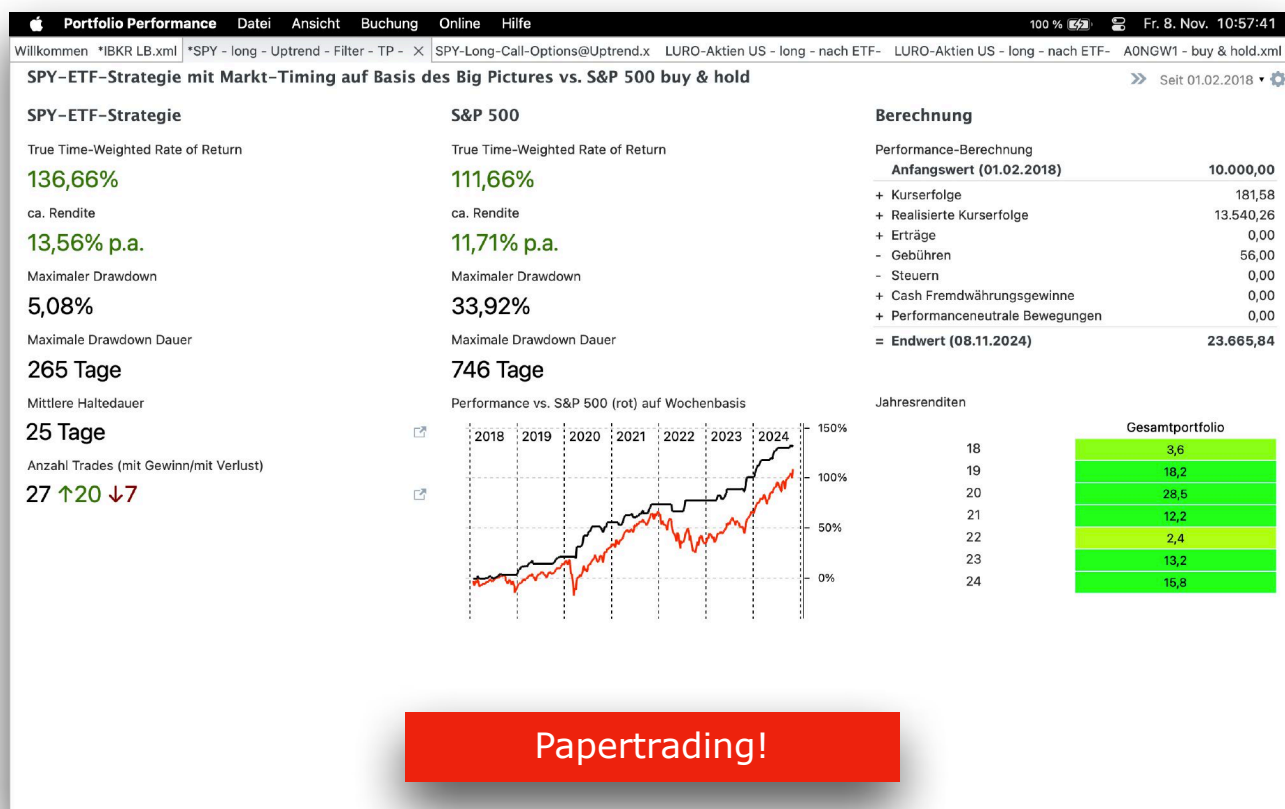 Portfolio Performance Datei Ansicht Buchung Online Hilfe 100 % Fr. 8. Nov. 10:57:41
Willkommen *IBKR LB.xml *SPY - long - Uptrend - Filter - TP - SPY-Long-Call-Options@Uptrend.x LURO-Aktien US - long - nach ETF- LURO-Aktien US - long - nach ETF- A0NGW1 - buy & hold.xml
SPY-ETF-Strategie mit Markt-Timing auf Basis des Big Pictures vs. S&P 500 buy & hold
Seit 01.02.2018
SPY-ETF-Strategie
True Time-Weighted Rate of Return
136,66%
ca. Rendite
13,56% p.a.
Maximaler Drawdown
5,08%
Maximale Drawdown Dauer
265 Tage
Mittlere Haltedauer
25 Tage
Anzahl Trades (mit Gewinn/mit Verlust)
27 ↑20 ↓7
S&P 500
True Time-Weighted Rate of Return
111,66%
ca. Rendite
11,71% p.a.
Maximaler Drawdown
33,92%
Maximale Drawdown Dauer
746 Tage
Performance vs. S&P 500 (rot) auf Wochenbasis
2018 2019 2020 2021 2022 2023 2024
150%
100%
50%
0%
Berechnung
Performance-Berechnung
Anfangswert (01.02.2018) 10.000,00
+ Kurserfolge 181,58
+ Realisierte Kurserfolge 13.540,26
+ Erträge 0,00
- Gebühren 56,00
- Steuern 0,00
+ Cash Fremdwährungsgewinne 0,00
+ Performanceneutrale Bewegungen 0,00
= Endwert (08.11.2024) 23.665,84
Jahresrenditen
Gesamtportfolio
18 3,6
19 18,2
20 28,5
21 12,2
22 2,4
23 13,2
24 15,8
Papertrading!